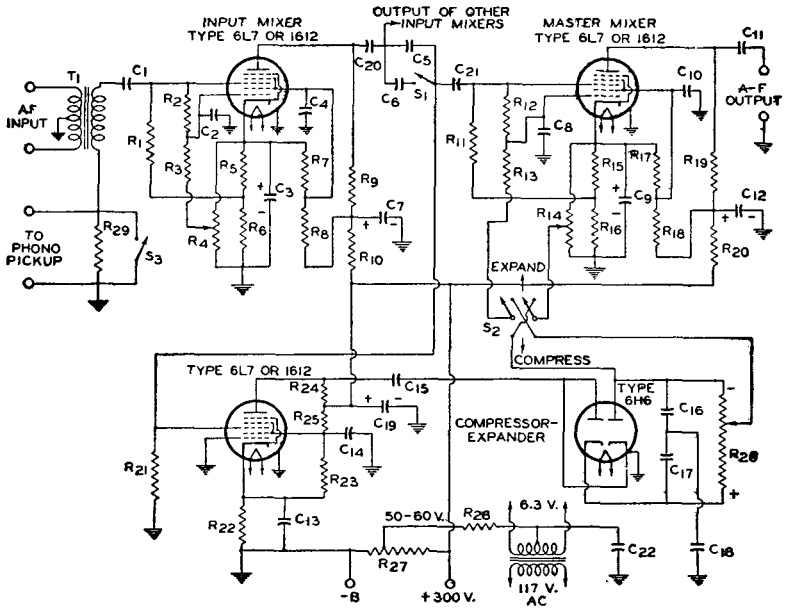 INPUT MIXER
TYPE 6L7 OR 1612
OUTPUT OF OTHER
INPUT MIXERS
MASTER MIXER
TYPE 6L7 OR 1612
C11
T1
C1
C20
C5
C21
C10
AF
INPUT
R2
C2
C4
C6
S1
R12
C8
A-F
OUTPUT
R1
R3
R5
R7
R9
R11
R13
R15
R17
R19
C3
+
-
C7
+
-
C9
+
-
C12
+
-
TO
PHONO
PICKUP
R29
S3
R4
R6
R8
R10
R14
R16
R18
R20
EXPAND
S2
COMPRESS
TYPE 6L7 OR 1612
R24
C15
TYPE
6H6
-
R25
+
-
C19
COMPRESSOR-
EXPANDER
C16
R21
C14
R23
C17
R28
+
R22
C13
50-60 V.
R26
6.3 V.
C22
C18
R27
-B
+300V.
117 V.
AC